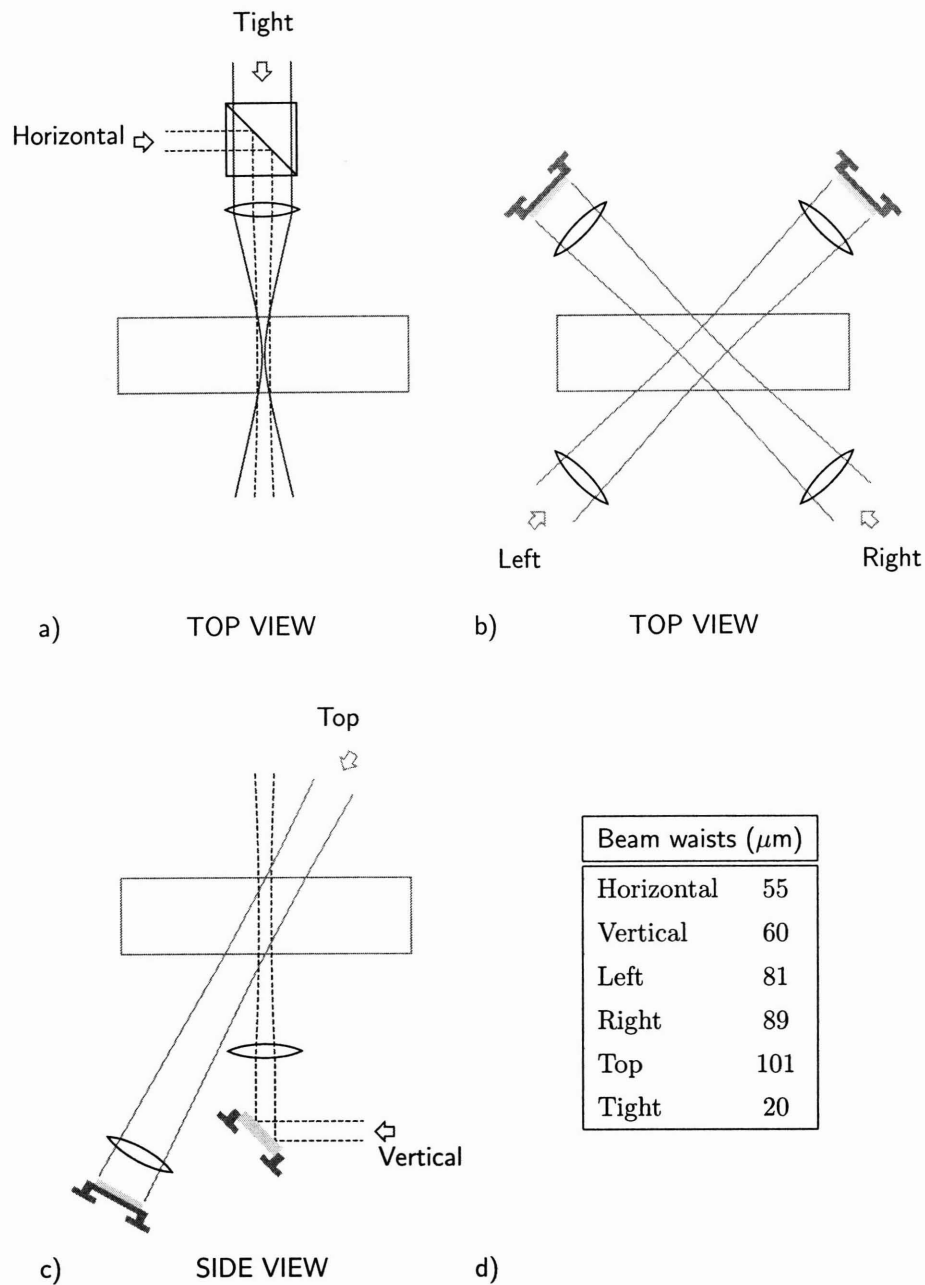 Tight
Horizontal
Left
Right
a) TOP VIEW
b) TOP VIEW
Top
Vertical
c) SIDE VIEW
Beam waists (μm)
Horizontal 55
Vertical 60
Left 81
Right 89
Top 101
Tight 20
d)